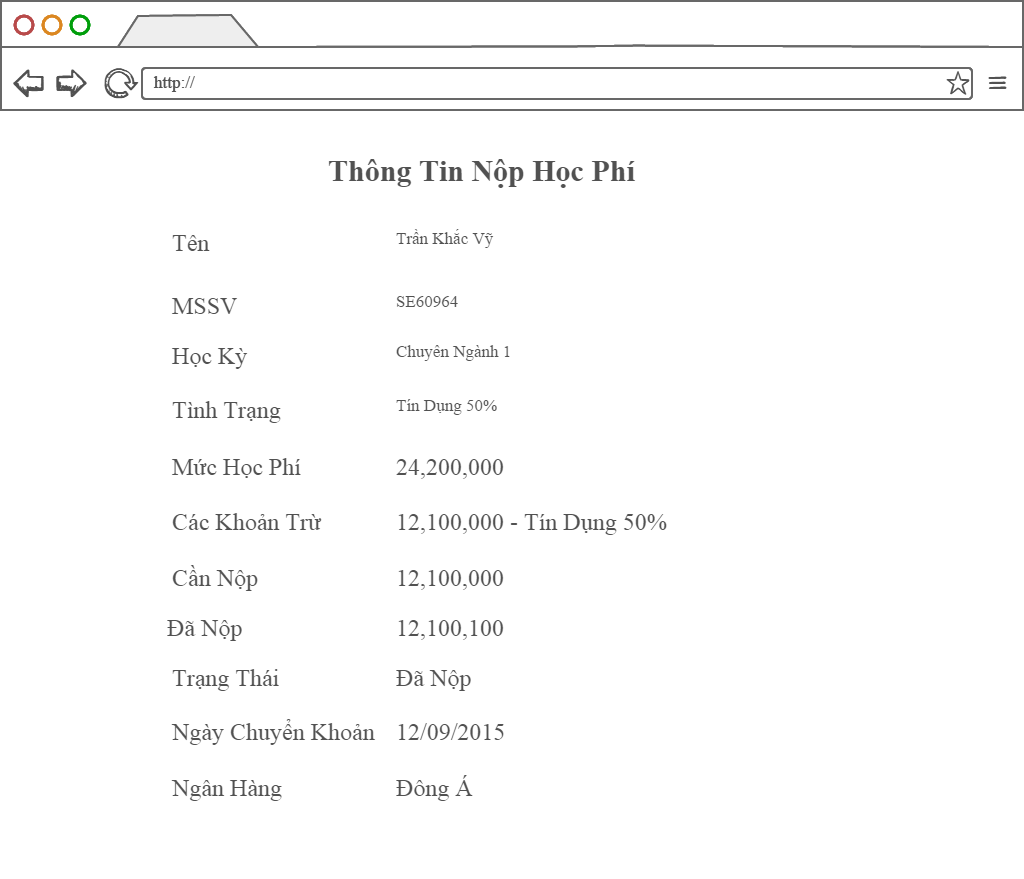 http://
Thông Tin Nộp Học Phí
Tên Trần Khắc Vỹ
MSSV SE60964
Học Kỳ Chuyên Ngành 1
Tình Trạng Tín Dụng 50%
Mức Học Phí 24,200,000
Các Khoản Trừ 12,100,000 - Tín Dụng 50%
Cần Nộp 12,100,000
Đã Nộp 12,100,100
Trạng Thái Đã Nộp
Ngày Chuyển Khoản 12/09/2015
Ngân Hàng Đông Á